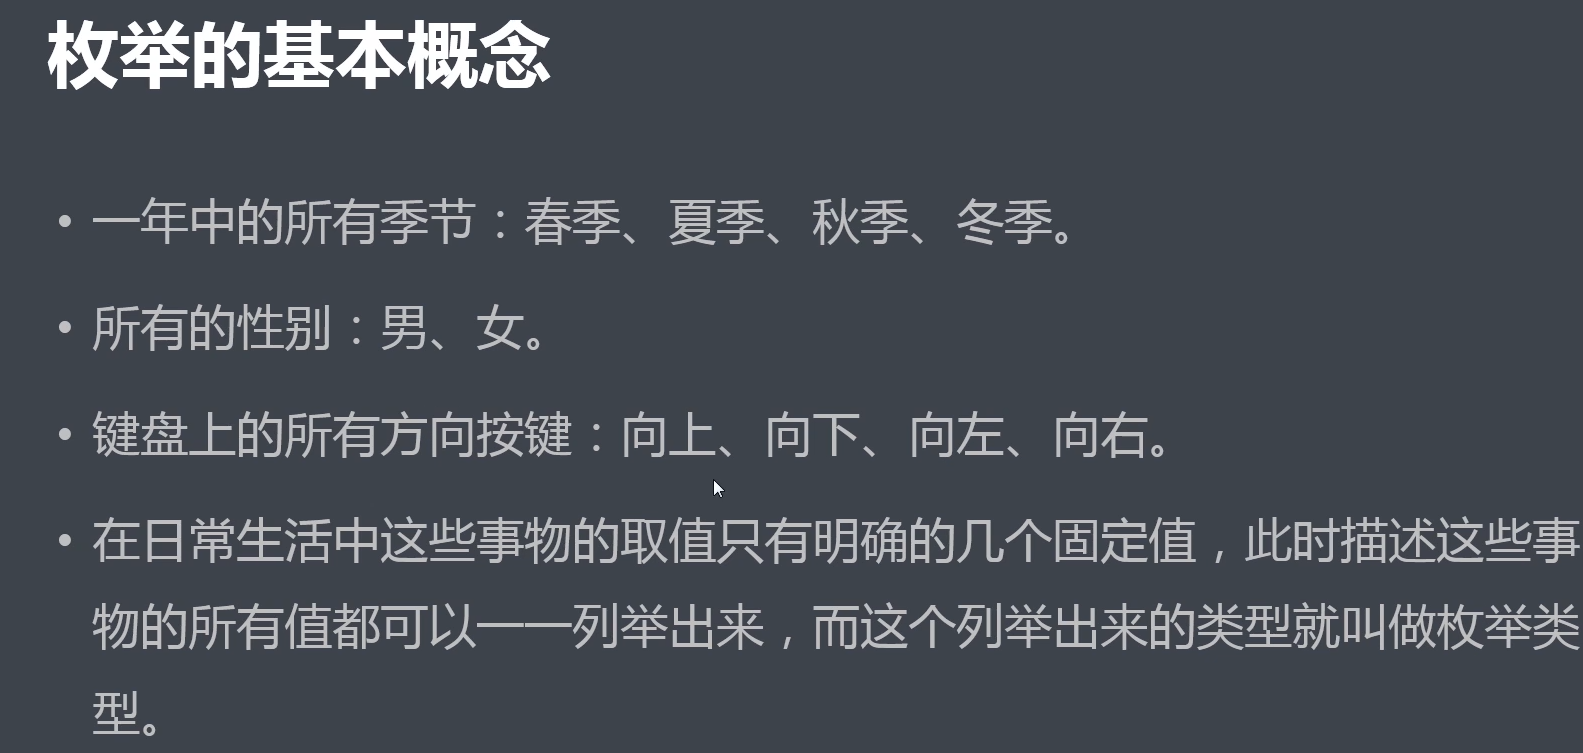 枚举的基本概念
• 一年中的所有季节：春季、夏季、秋季、冬季。
• 所有的性别：男、女。
• 键盘上的所有方向按键：向上、向下、向左、向右。
• 在日常生活中这些事物的取值只有明确的几个固定值，此时描述这些事
物的所有值都可以一一列举出来，而这个列举出来的类型就叫做枚举类
型。